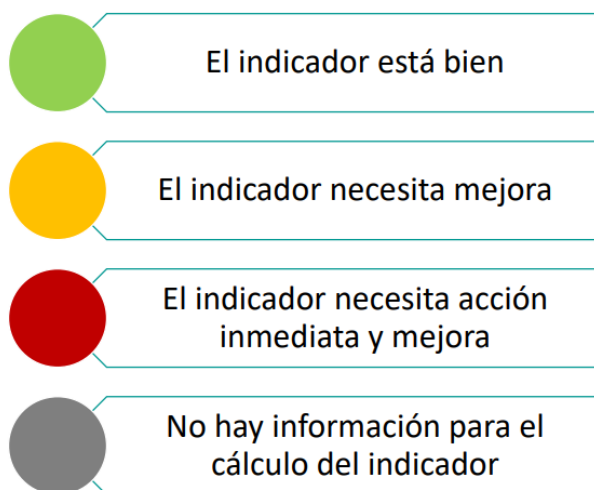 El indicador está bien
El indicador necesita mejora
El indicador necesita acción
inmediata y mejora
No hay información para el
cálculo del indicador